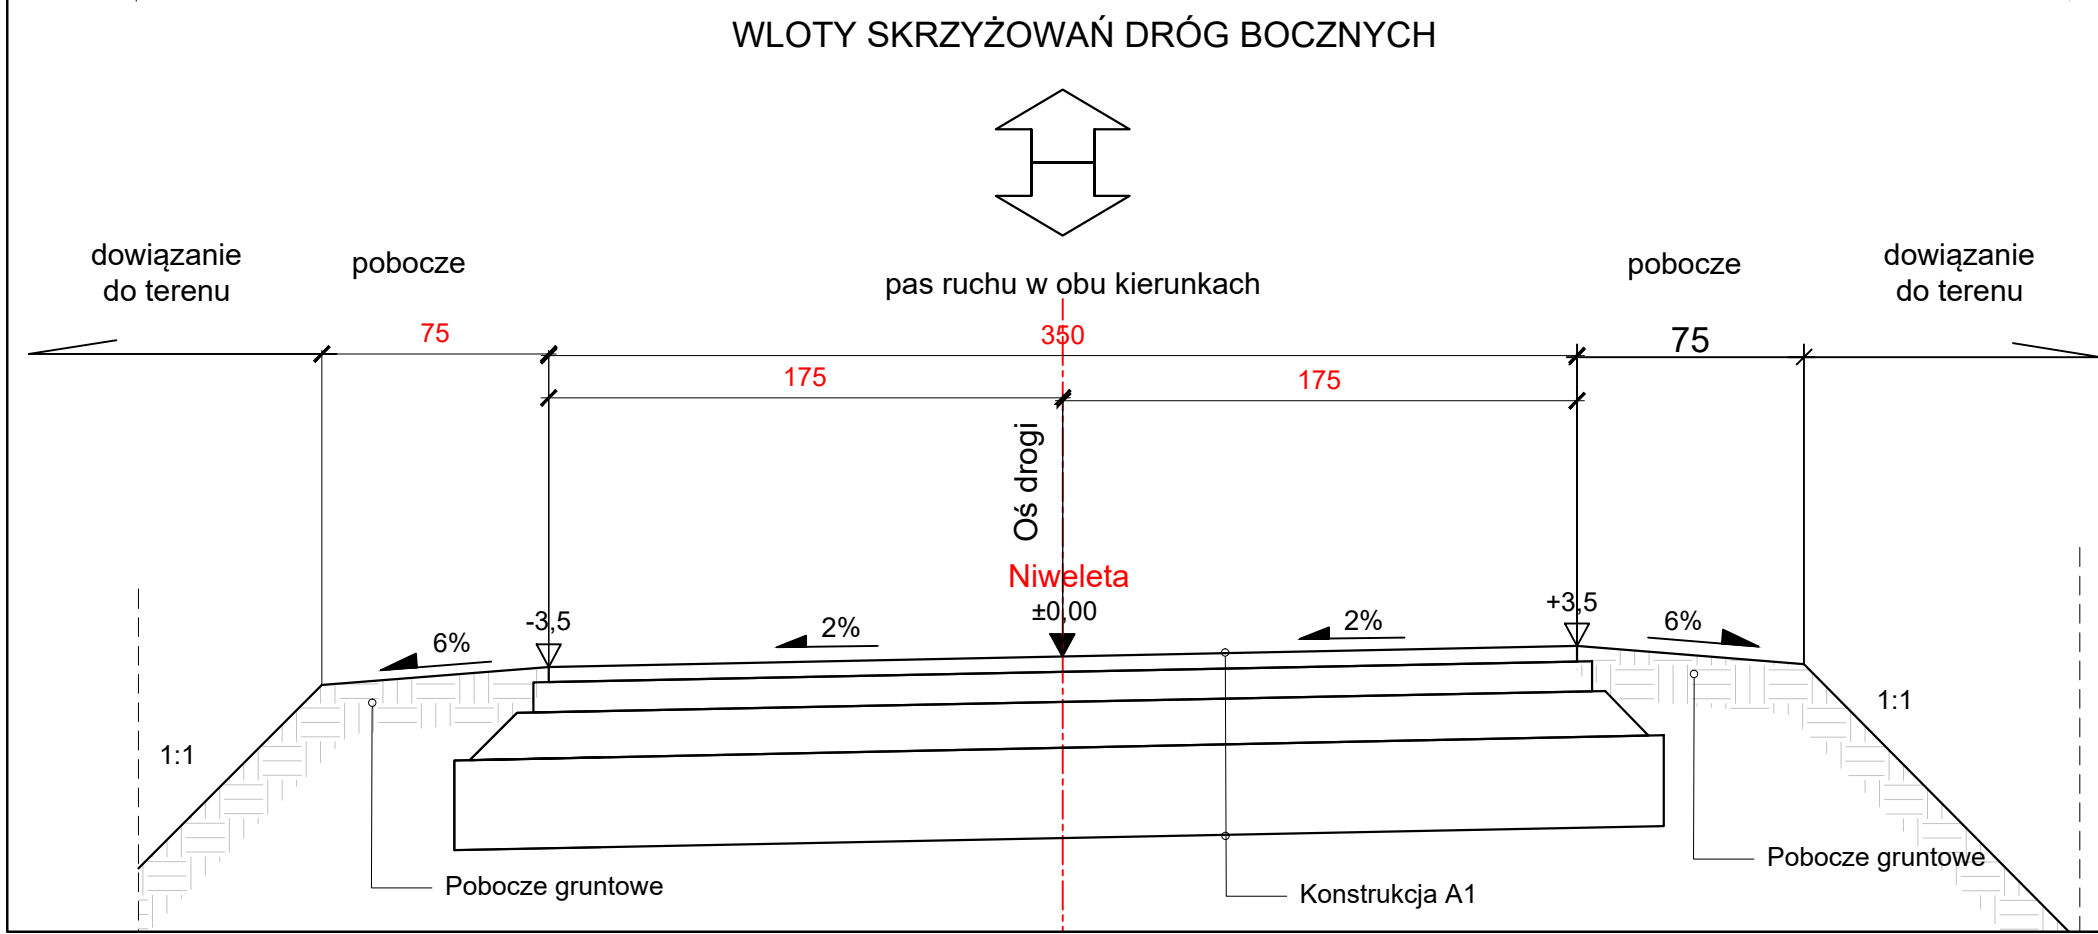 WLOTY SKRZYŻOWAŃ DRÓG BOCZNYCH
dowiązanie
do terenu
pobocze
pas ruchu w obu kierunkach
pobocze
dowiązanie
do terenu
75
350
75
175
175
Oś drogi
Niweleta
±0,00
-3,5
+3,5
6%
2%
2%
6%
1:1
1:1
Pobocze gruntowe
Konstrukcja A1
Pobocze gruntowe